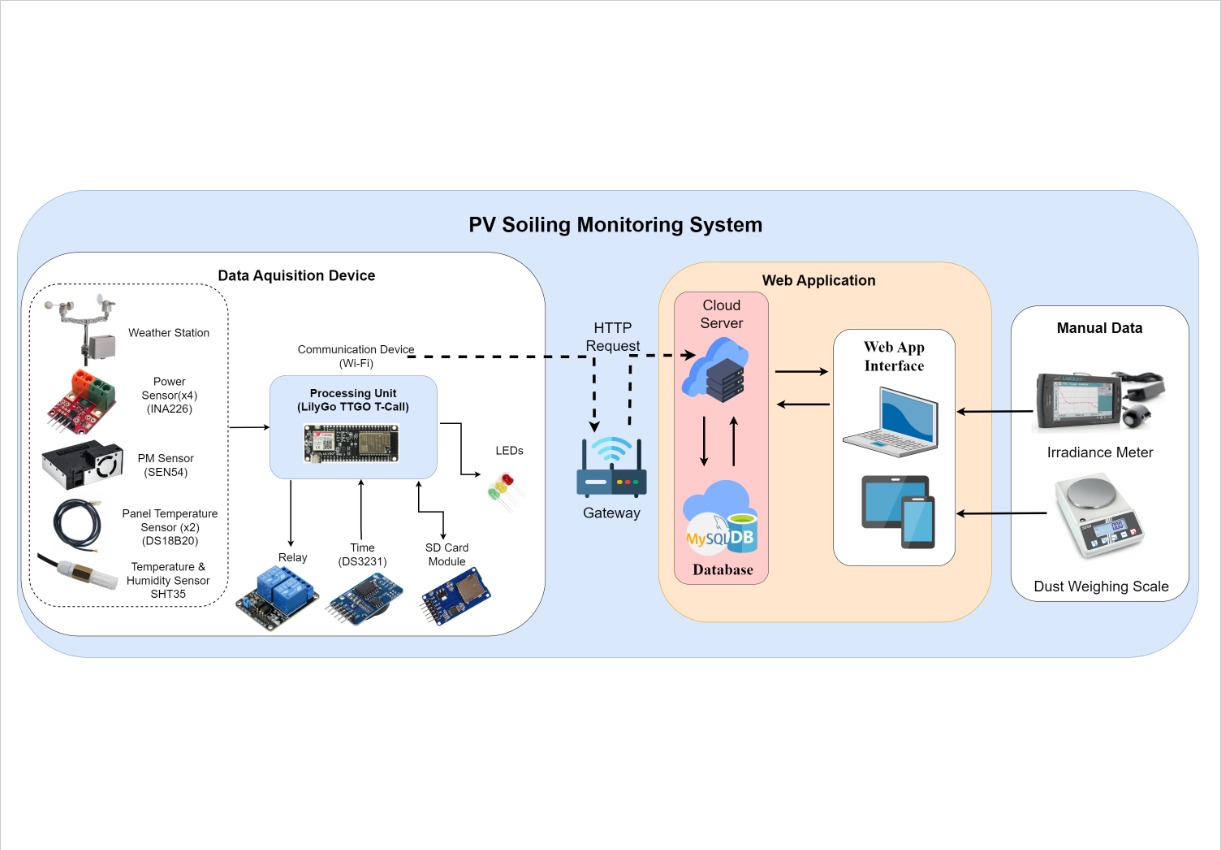 PV Soiling Monitoring System
Data Aquisition Device
Weather Station
Power
Sensor(x4)
(INA226)
PM Sensor
(SEN54)
Panel Temperature
Sensor (x2)
(DS18B20)
Temperature &
Humidity Sensor
SHT35
Communication Device
(Wi-Fi)
Processing Unit
(LilyGo TTGO T-Call)
LEDs
Relay
Time
(DS3231)
SD Card
Module
HTTP
Request
Gateway
Web Application
Cloud
Server
MySQL
DB
Database
Web App
Interface
Manual Data
Irradiance Meter
Dust Weighing Scale